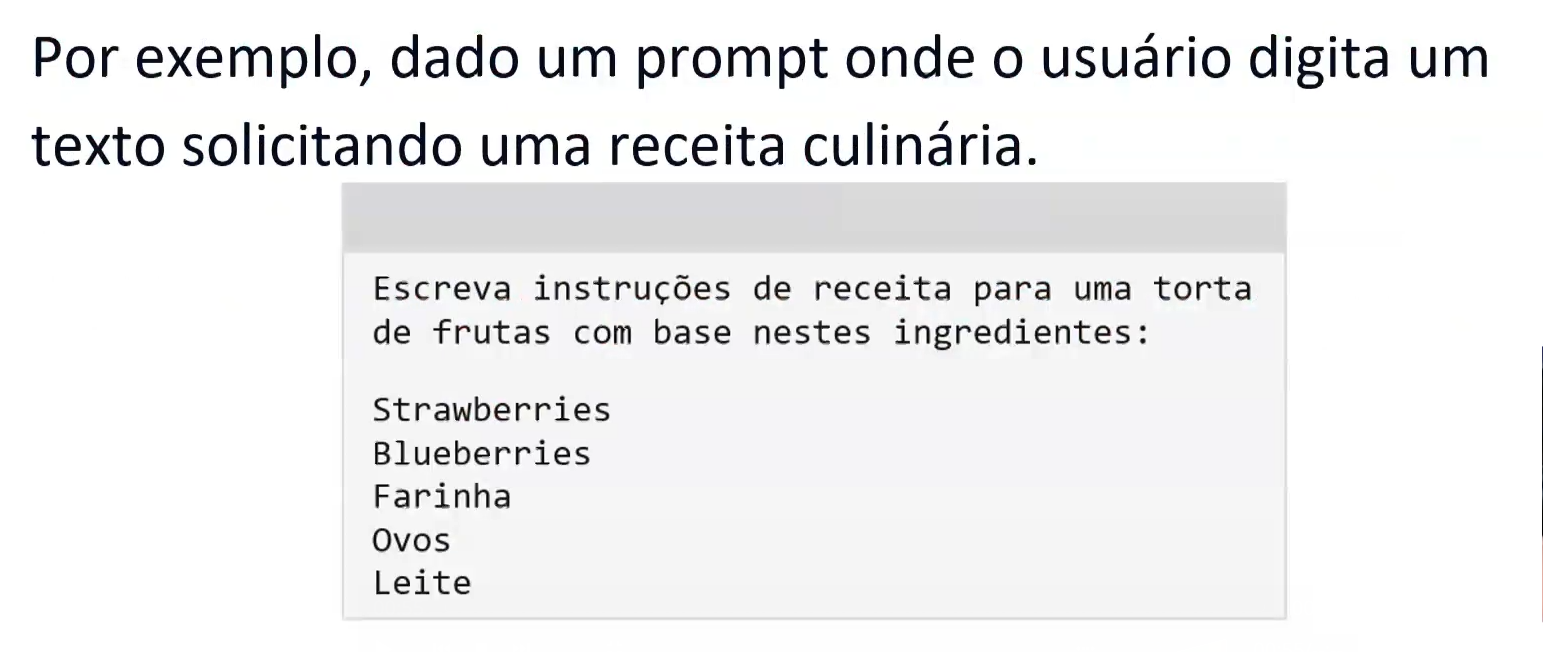 Por exemplo, dado um prompt onde o usuário digita um
texto solicitando uma receita culinária.
Escreva instruções de receita para uma torta
de frutas com base nestes ingredientes:
Strawberries
Blueberries
Farinha
Ovos
Leite